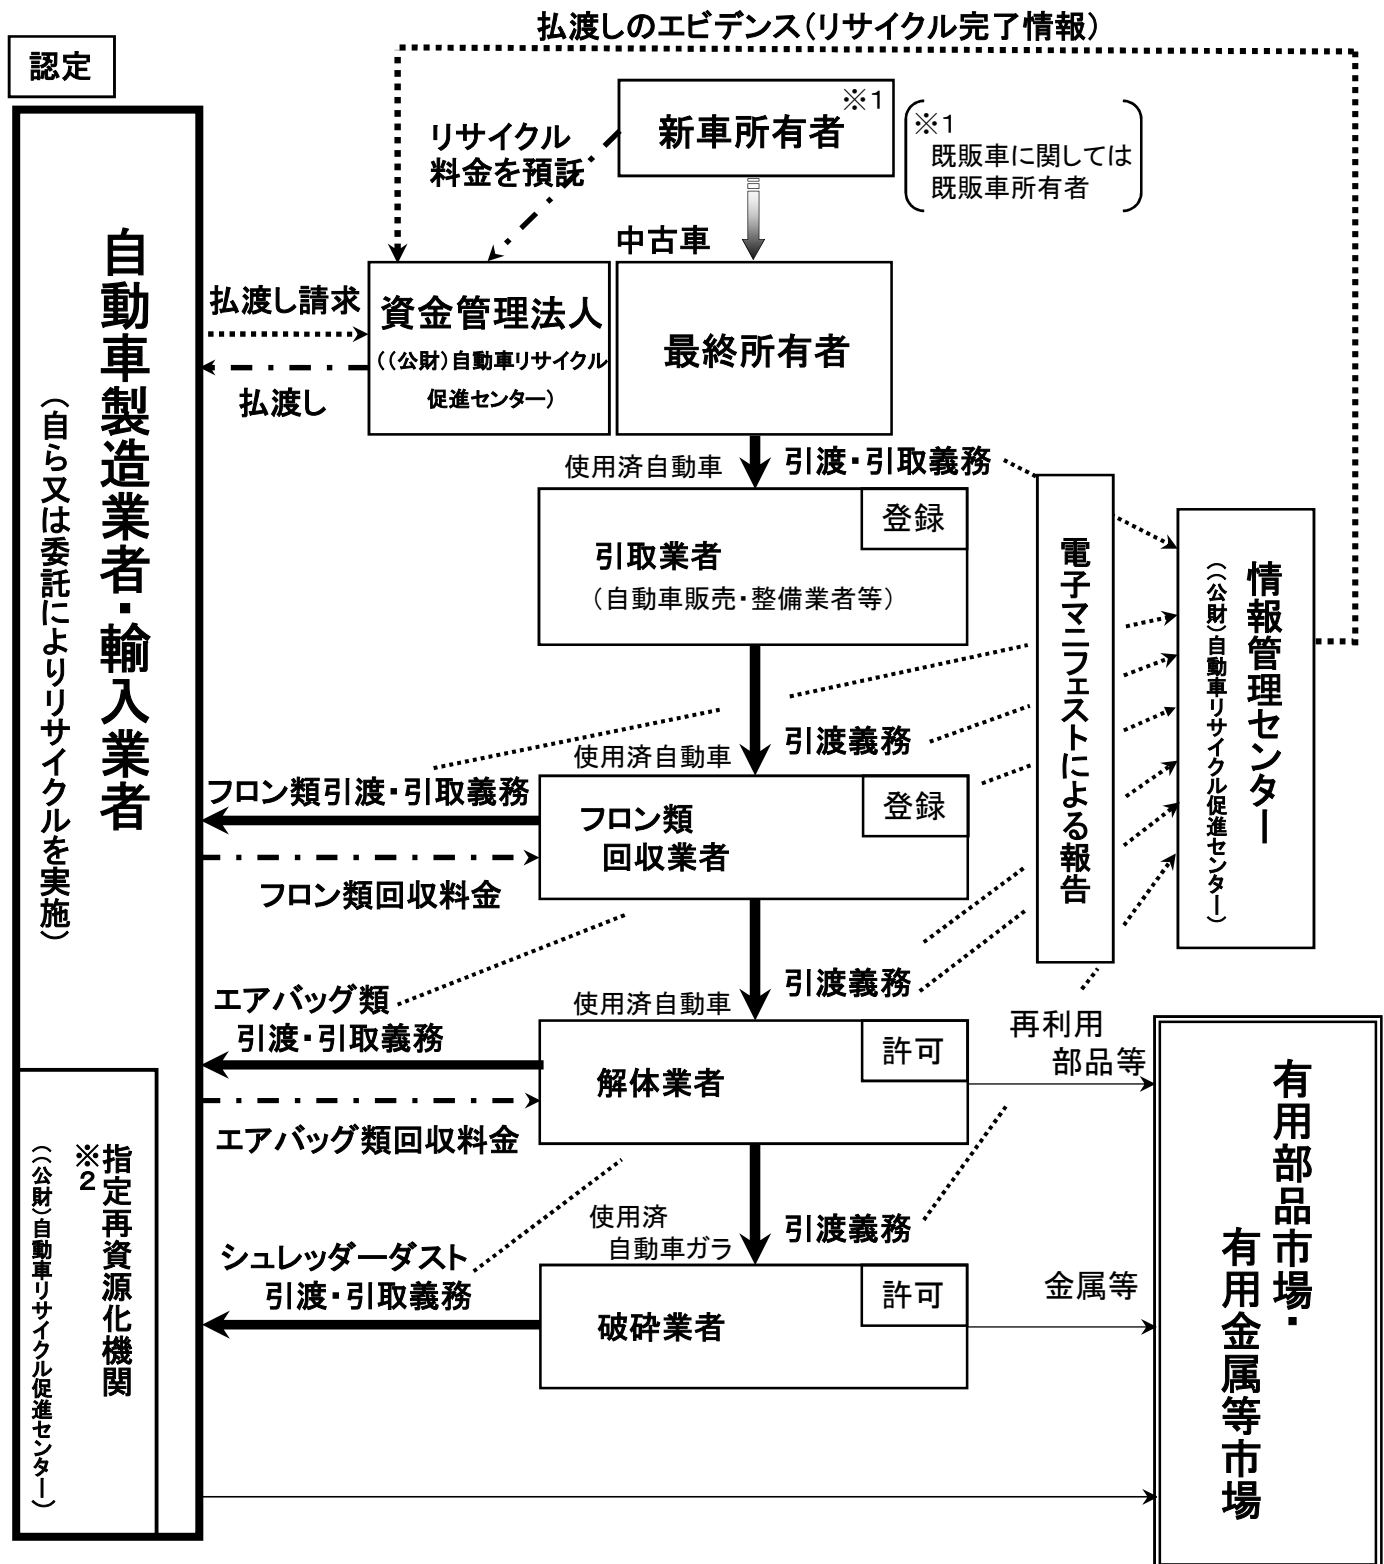 払渡しのエビデンス（リサイクル完了情報）
認定
新車所有者
※1
※1
既販車に関しては
既販車所有者
リサイクル
料金を預託
中古車
自動車製造業者・輸入業者
（自ら又は委託によりリサイクルを実施）
払渡し請求
払渡し
資金管理法人
（（公財）自動車リサイクル
促進センター）
最終所有者
使用済自動車
引渡・引取義務
登録
引取業者
（自動車販売・整備業者等）
電子マニフェストによる報告
情報管理センター
（（公財）自動車リサイクル促進センター）
使用済自動車
引渡義務
フロン類引渡・引取義務
登録
フロン類
回収業者
フロン類回収料金
使用済自動車
引渡義務
エアバッグ類
引渡・引取義務
許可
解体業者
エアバッグ類回収料金
再利用
部品等
使用済
自動車ガラ
引渡義務
シュレッダーダスト
引渡・引取義務
許可
破砕業者
金属等
有用部品市場・
有用金属等市場
指定再資源化機関
※2
（（公財）自動車リサイクル促進センター）